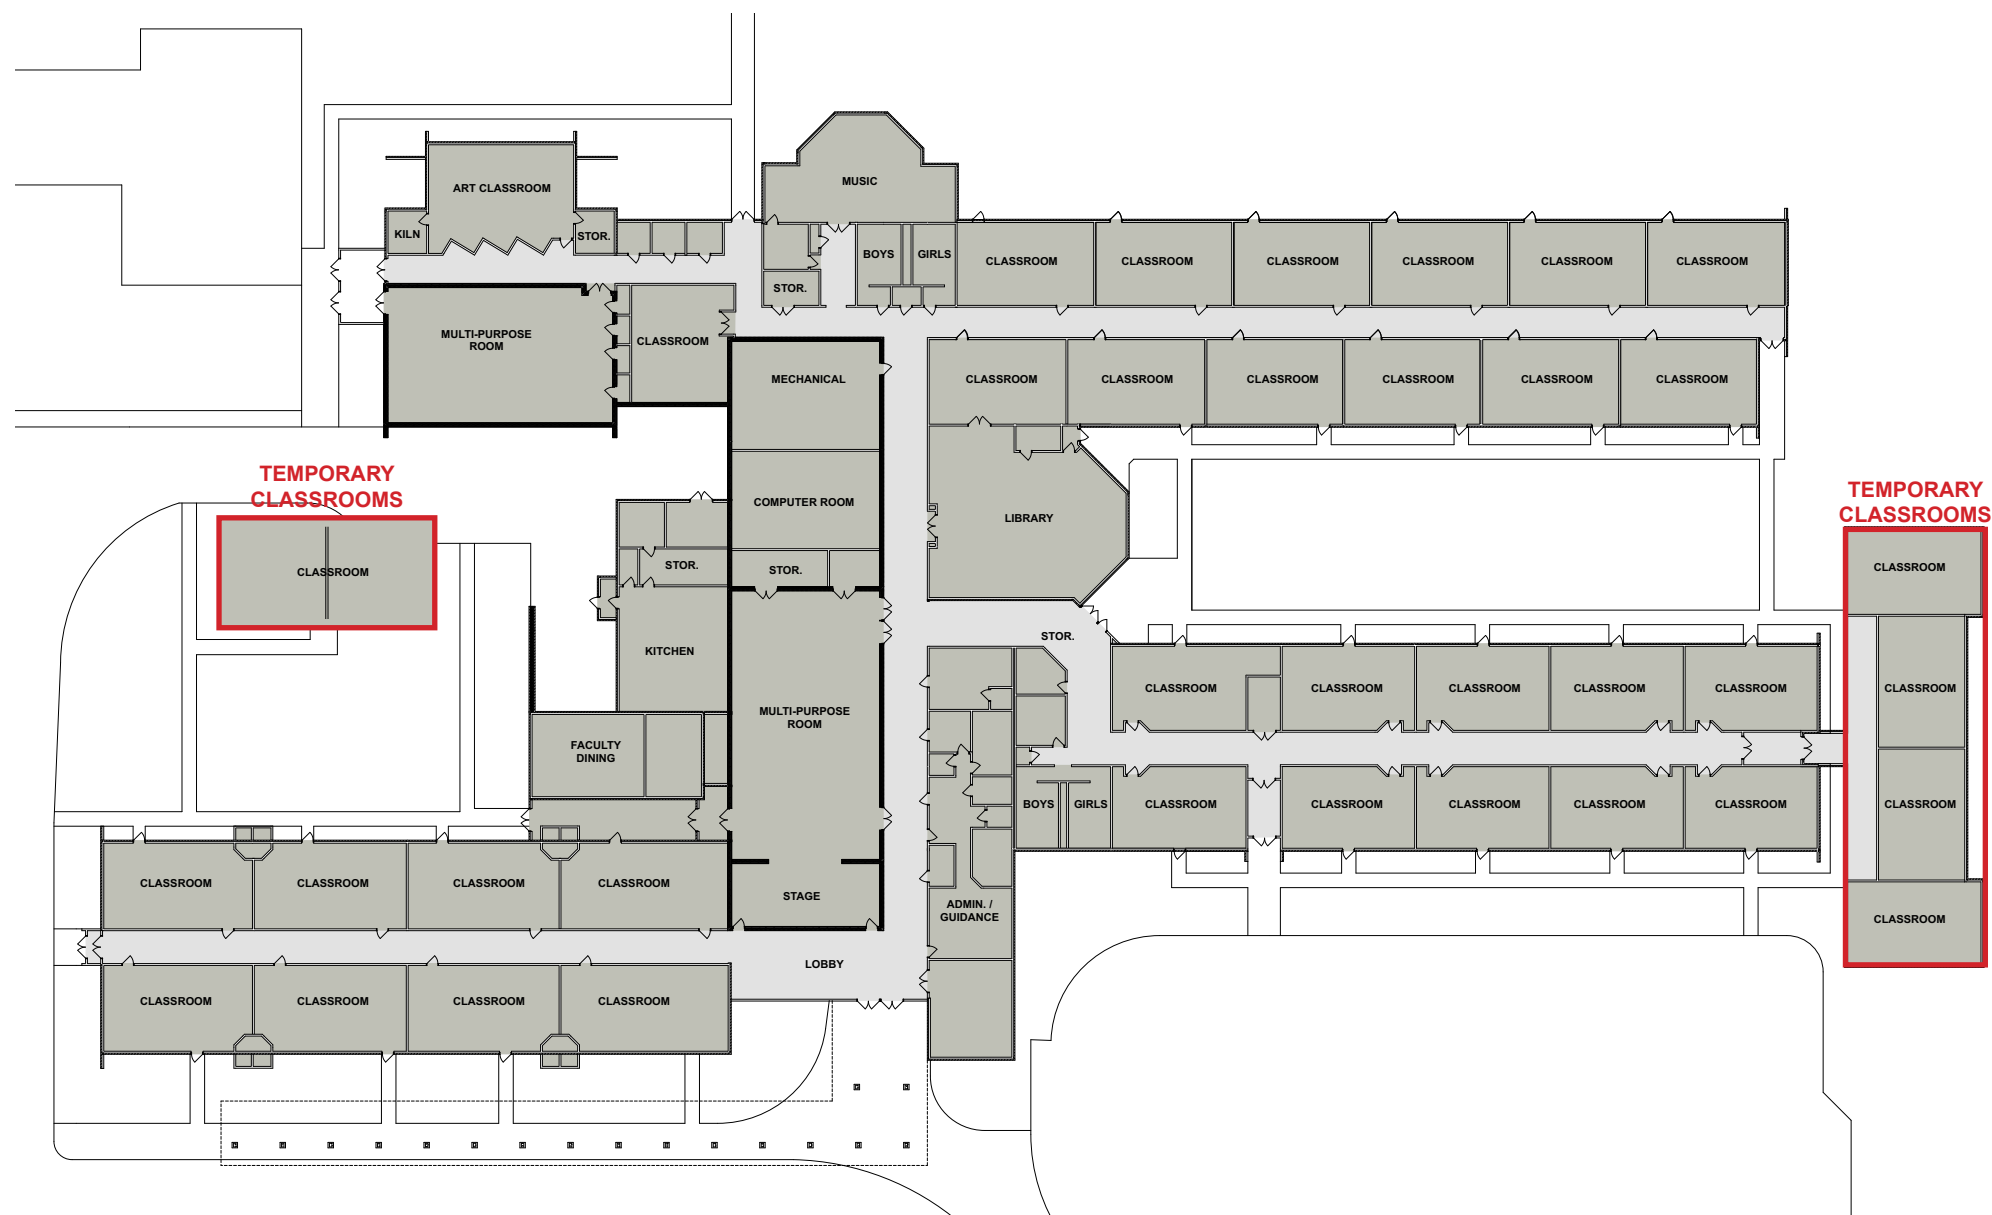 MUSIC
ART CLASSROOM
KILN
STOR.
BOYS
GIRLS
CLASSROOM
CLASSROOM
CLASSROOM
CLASSROOM
CLASSROOM
CLASSROOM
STOR.
MULTI-PURPOSE
ROOM
CLASSROOM
MECHANICAL
CLASSROOM
CLASSROOM
CLASSROOM
CLASSROOM
CLASSROOM
CLASSROOM
TEMPORARY
CLASSROOMS
COMPUTER ROOM
LIBRARY
TEMPORARY
CLASSROOMS
CLASSROOM
STOR.
STOR.
CLASSROOM
KITCHEN
STOR.
MULTI-PURPOSE
ROOM
CLASSROOM
CLASSROOM
CLASSROOM
CLASSROOM
CLASSROOM
CLASSROOM
FACULTY
DINING
BOYS
GIRLS
CLASSROOM
CLASSROOM
CLASSROOM
CLASSROOM
CLASSROOM
CLASSROOM
CLASSROOM
CLASSROOM
CLASSROOM
CLASSROOM
STAGE
ADMIN. /
GUIDANCE
CLASSROOM
LOBBY
CLASSROOM
CLASSROOM
CLASSROOM
CLASSROOM